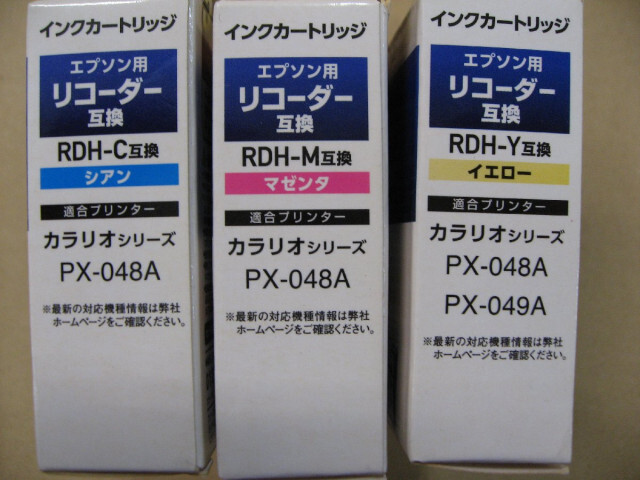 インクカートリッジ
エプソン用
リコーダー
互換
RDH-C互換
シアン
適合プリンター
カラリオシリーズ
PX-048A
※最新の対応機種情報は弊社
ホームページをご確認ください。
インクカートリッジ
エプソン用
リコーダー
互換
RDH-M互換
マゼンタ
適合プリンター
カラリオシリーズ
PX-048A
※最新の対応機種情報は弊社
ホームページをご確認ください。
インクカートリッジ
エプソン用
リコーダー
互換
RDH-Y互換
イエロー
適合プリンター
カラリオシリーズ
PX-048A
PX-049A
※最新の対応機種情報は弊社
ホームページをご確認ください。